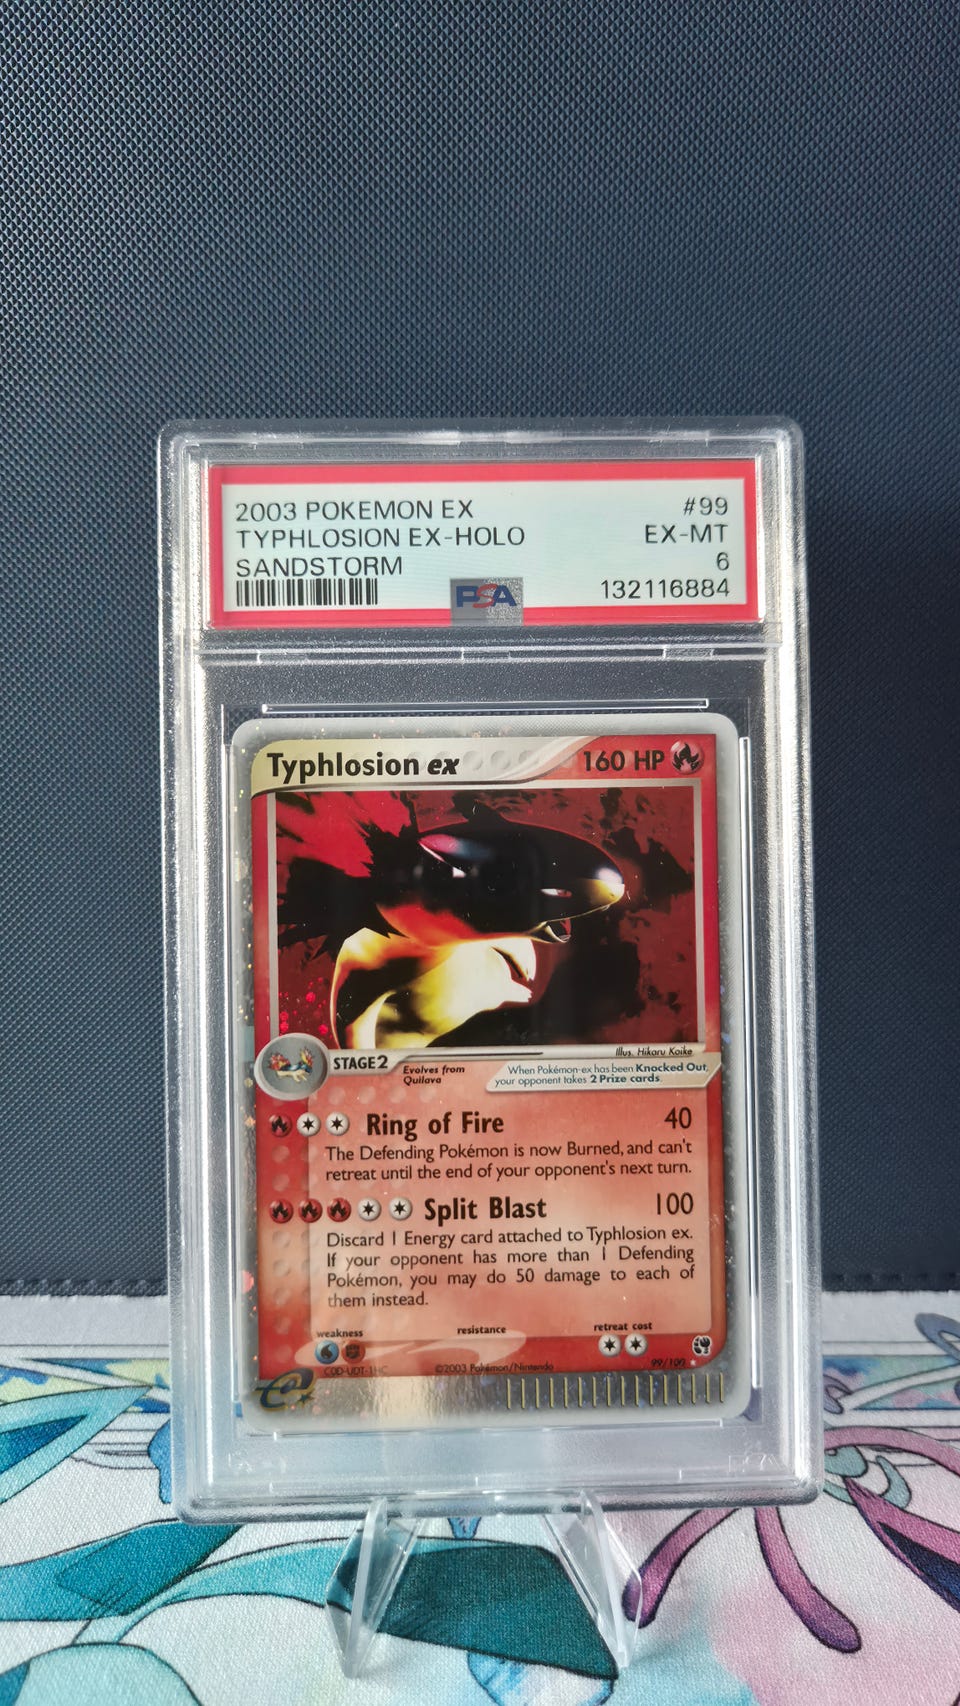 2003 POKEMON EX #99
TYPHLOSION EX-HOLO EX-MT
SANDSTORM 6
PSA 132116884
Typhlosion ex 160 HP
Illus. Hikaru Koike
STAGE2 Evolves from Quilava
When Pokémon-ex has been Knocked Out,
your opponent takes 2 Prize cards.
Ring of Fire 40
The Defending Pokémon is now Burned, and can't
retreat until the end of your opponent's next turn.
Split Blast 100
Discard 1 Energy card attached to Typhlosion ex.
If your opponent has more than 1 Defending
Pokémon, you may do 50 damage to each of
them instead.
weakness resistance retreat cost
COD-UDT-1HC ©2003 Pokémon/Nintendo 99/100 ★
e